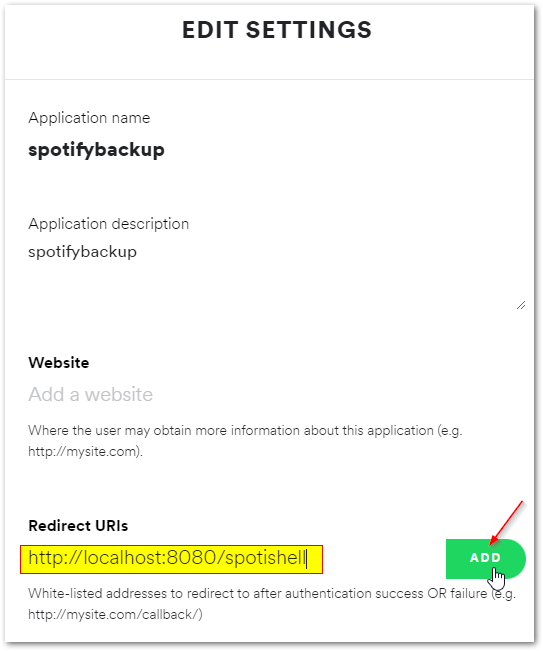 EDIT SETTINGS
Application name
spotifybackup
Application description
spotifybackup
Website
Add a website
Where the user may obtain more information about this application (e.g.
http://mysite.com).
Redirect URIs
http://localhost:8080/spotishell
ADD
White-listed addresses to redirect to after authentication success OR failure (e.g.
http://mysite.com/callback/)